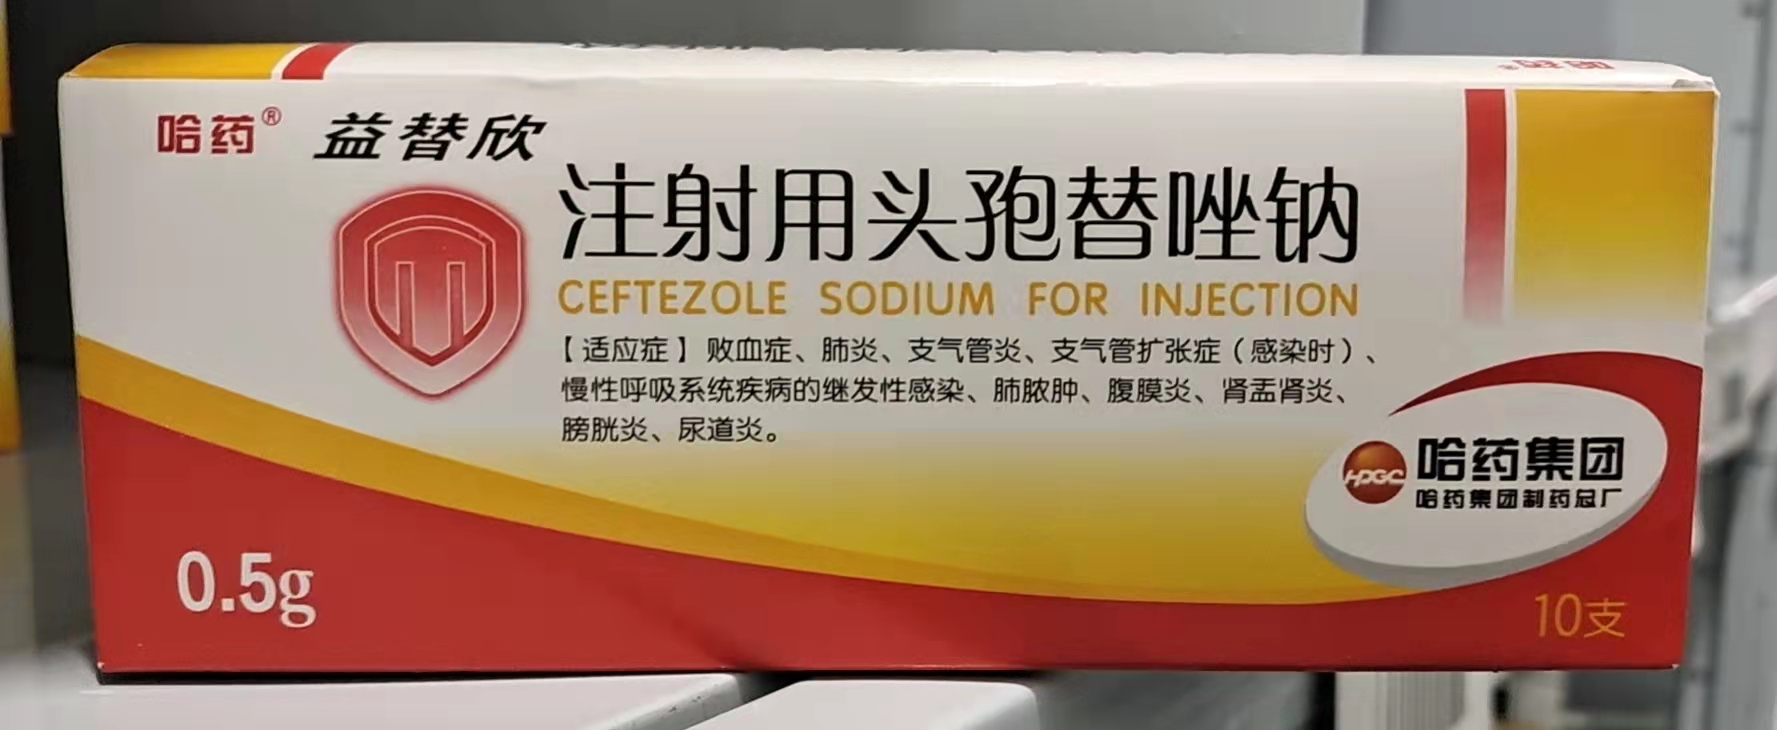 哈药® 益替欣
注射用头孢替唑钠
CEFTEZOLE SODIUM FOR INJECTION
【适应症】败血症、肺炎、支气管炎、支气管扩张症（感染时）、
慢性呼吸系统疾病的继发性感染、肺脓肿、腹膜炎、肾盂肾炎、
膀胱炎、尿道炎。
HPGC 哈药集团
哈药集团制药总厂
0.5g
10支